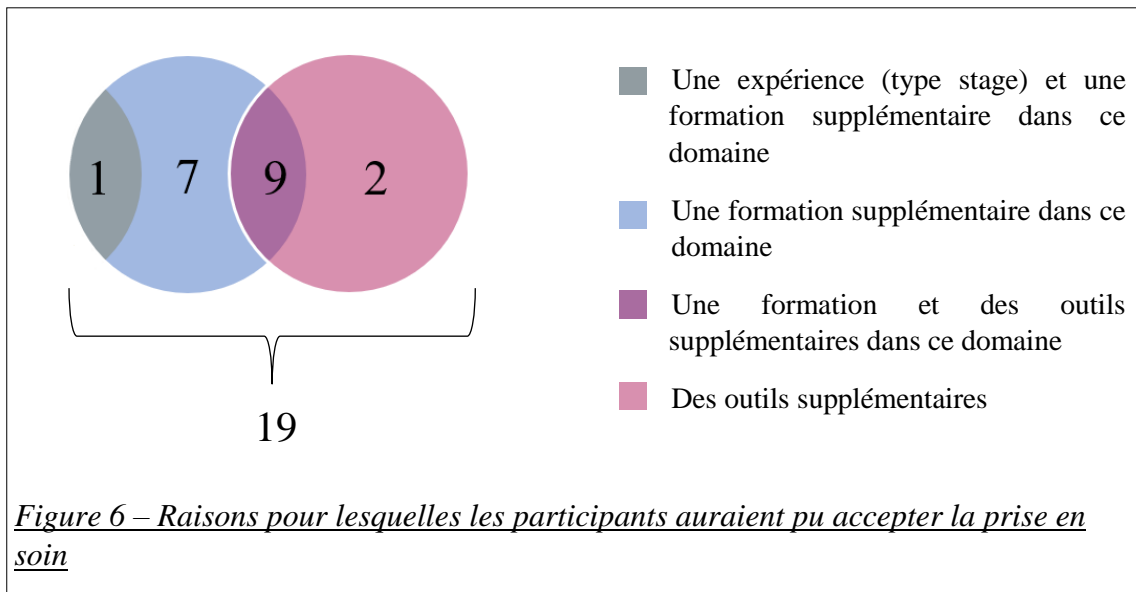 1 7 9 2
19
Une expérience (type stage) et une
formation supplémentaire dans ce
domaine
Une formation supplémentaire dans ce
domaine
Une formation et des outils
supplémentaires dans ce domaine
Des outils supplémentaires
Figure 6 – Raisons pour lesquelles les participants auraient pu accepter la prise en
soin